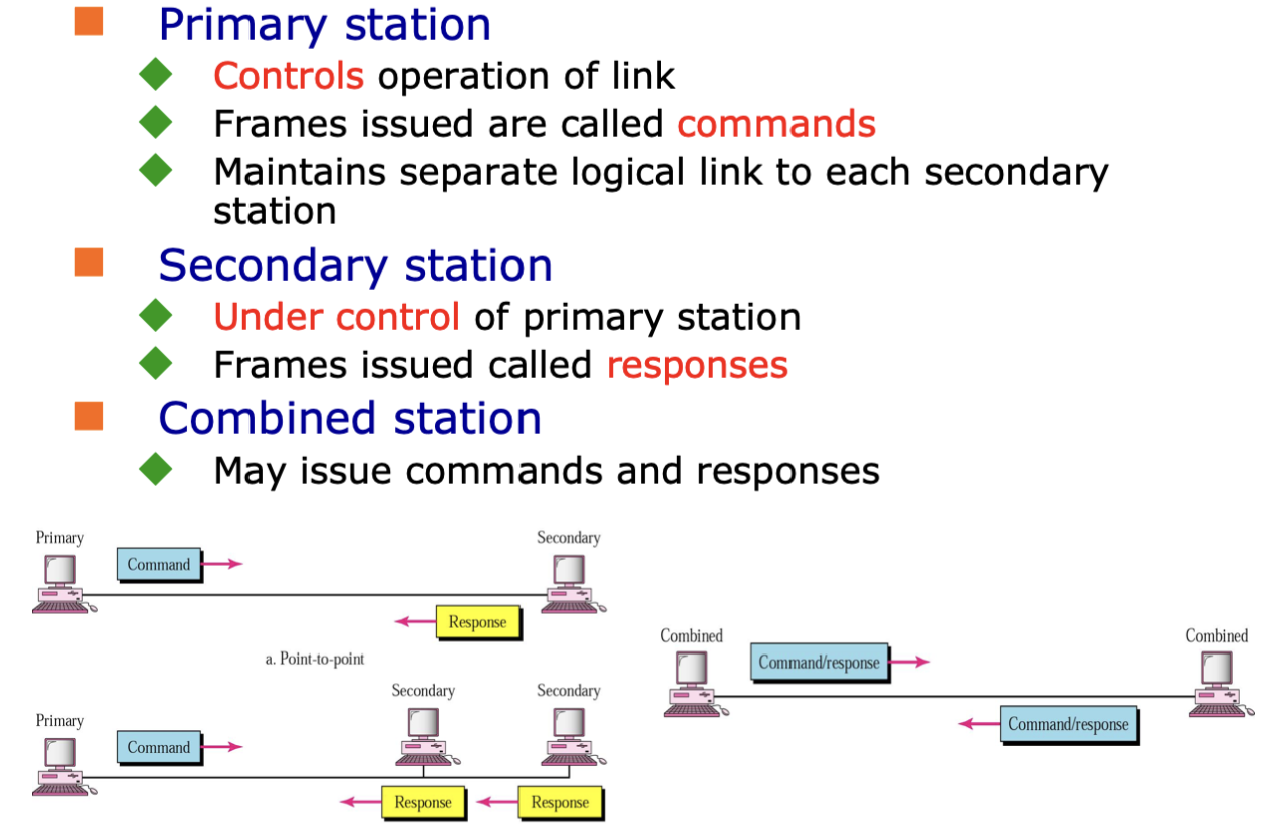 Primary station
Controls operation of link
Frames issued are called commands
Maintains separate logical link to each secondary
station
Secondary station
Under control of primary station
Frames issued called responses
Combined station
May issue commands and responses
Primary
Secondary
Command
Response
a. Point-to-point
Secondary
Secondary
Primary
Command
Response
Response
Combined
Combined
Command/response
Command/response